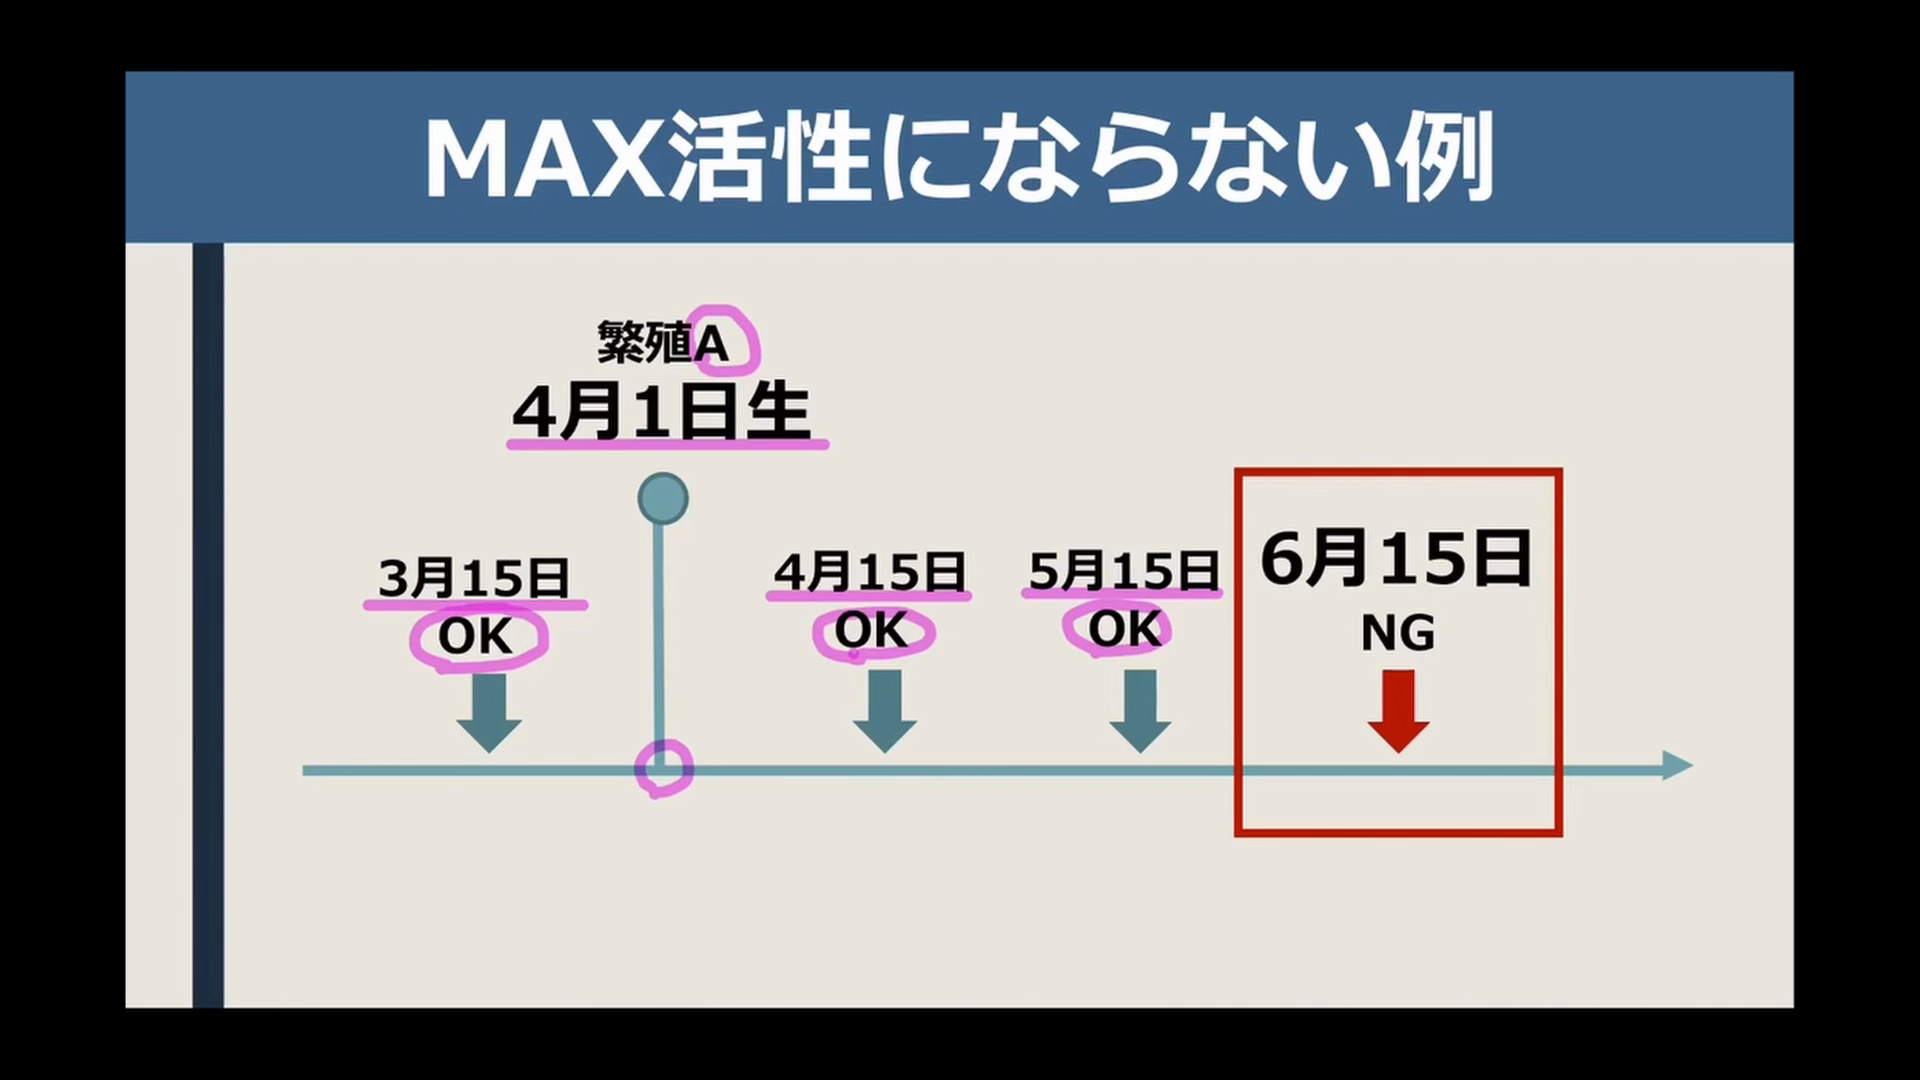 MAX活性にならない例
繁殖A
4月1日生
3月15日
OK
4月15日
OK
5月15日
OK
6月15日
NG